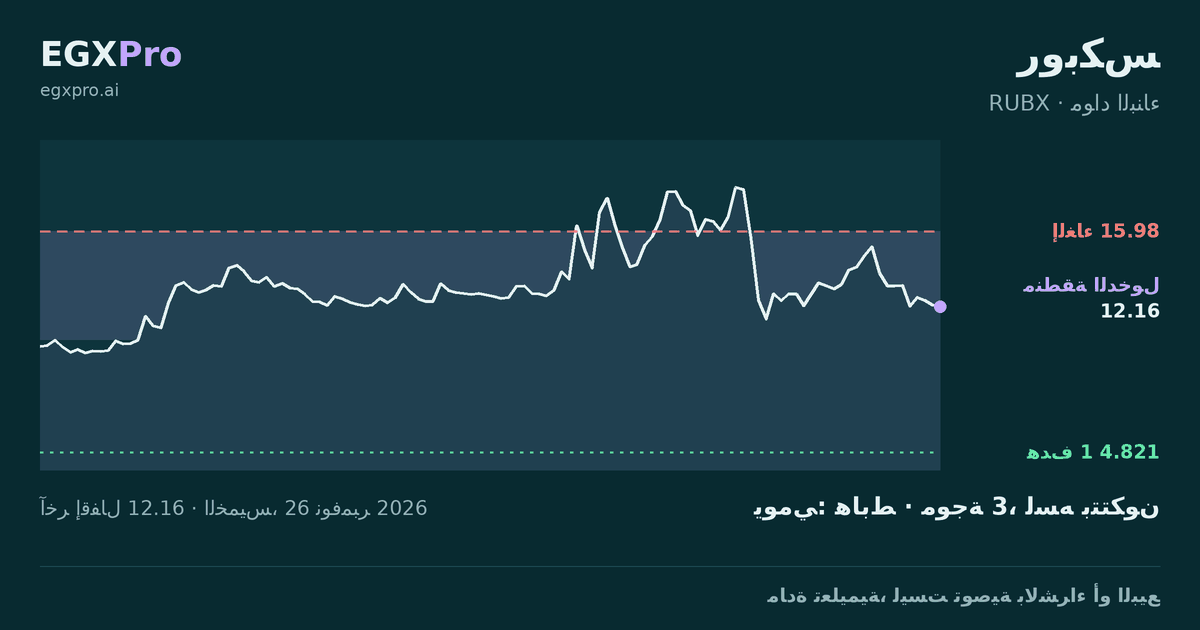 EGXPro
egxpro.ai
روبكس
RUBX · مواد البناء
إلغاء 15.98
منطقة الدخول
12.16
هدف 1 4.821
يومي: هابط · موجة 3، لسه بتتكون
آخر إقفال 12.16 · الخميس، 26 نوفمبر 2026
مادة تعليمية، ليست توصية بالشراء أو البيع